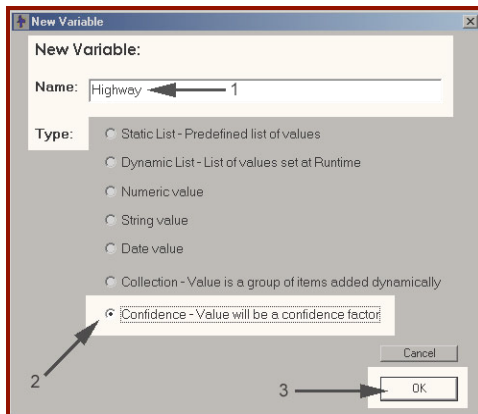 New Variable
New Variable:
Name: Highway 1
Type: Static List - Predefined list of values
Dynamic List - List of values set at Runtime
Numeric value
String value
Date value
Collection - Value is a group of items added dynamically
Confidence - Value will be a confidence factor
Cancel
2
3 OK